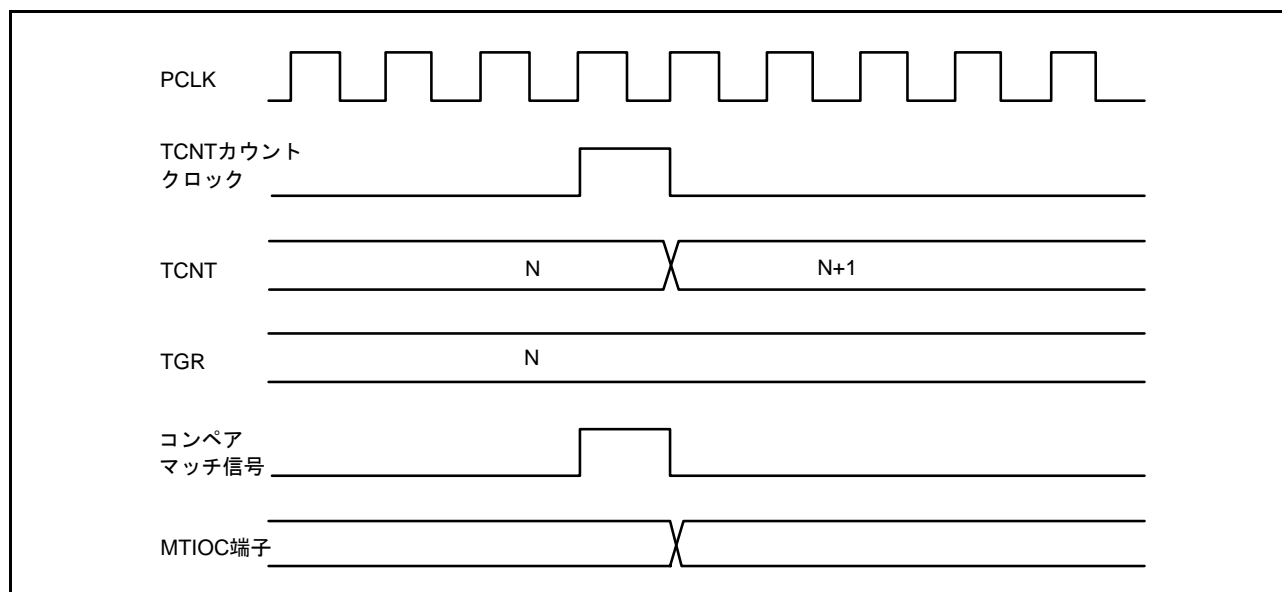 PCLK
TCNTカウント
クロック
TCNT
N
N+1
TGR
N
コンペア
マッチ信号
MTIOC端子